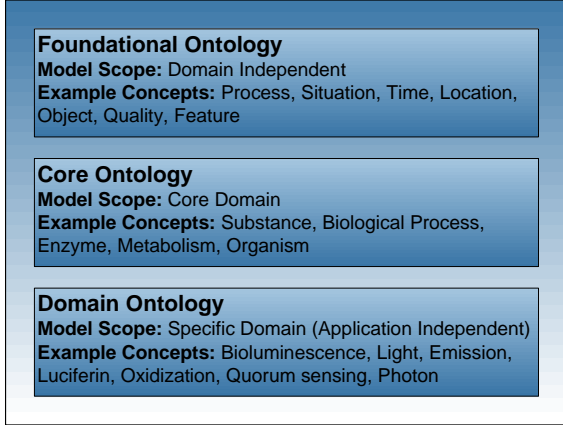 Foundational Ontology
Model Scope: Domain Independent
Example Concepts: Process, Situation, Time, Location,
Object, Quality, Feature
Core Ontology
Model Scope: Core Domain
Example Concepts: Substance, Biological Process,
Enzyme, Metabolism, Organism
Domain Ontology
Model Scope: Specific Domain (Application Independent)
Example Concepts: Bioluminescence, Light, Emission,
Luciferin, Oxidization, Quorum sensing, Photon